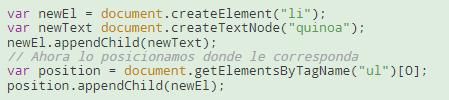 var newEl = document.createElement("li");
var newText document.createTextNode("quinoa");
newEl.appendChild(newText);
// Ahora lo posicionamos donde le corresponda
var position = document.getElementsByTagName("ul")[0];
position.appendChild(newEl);